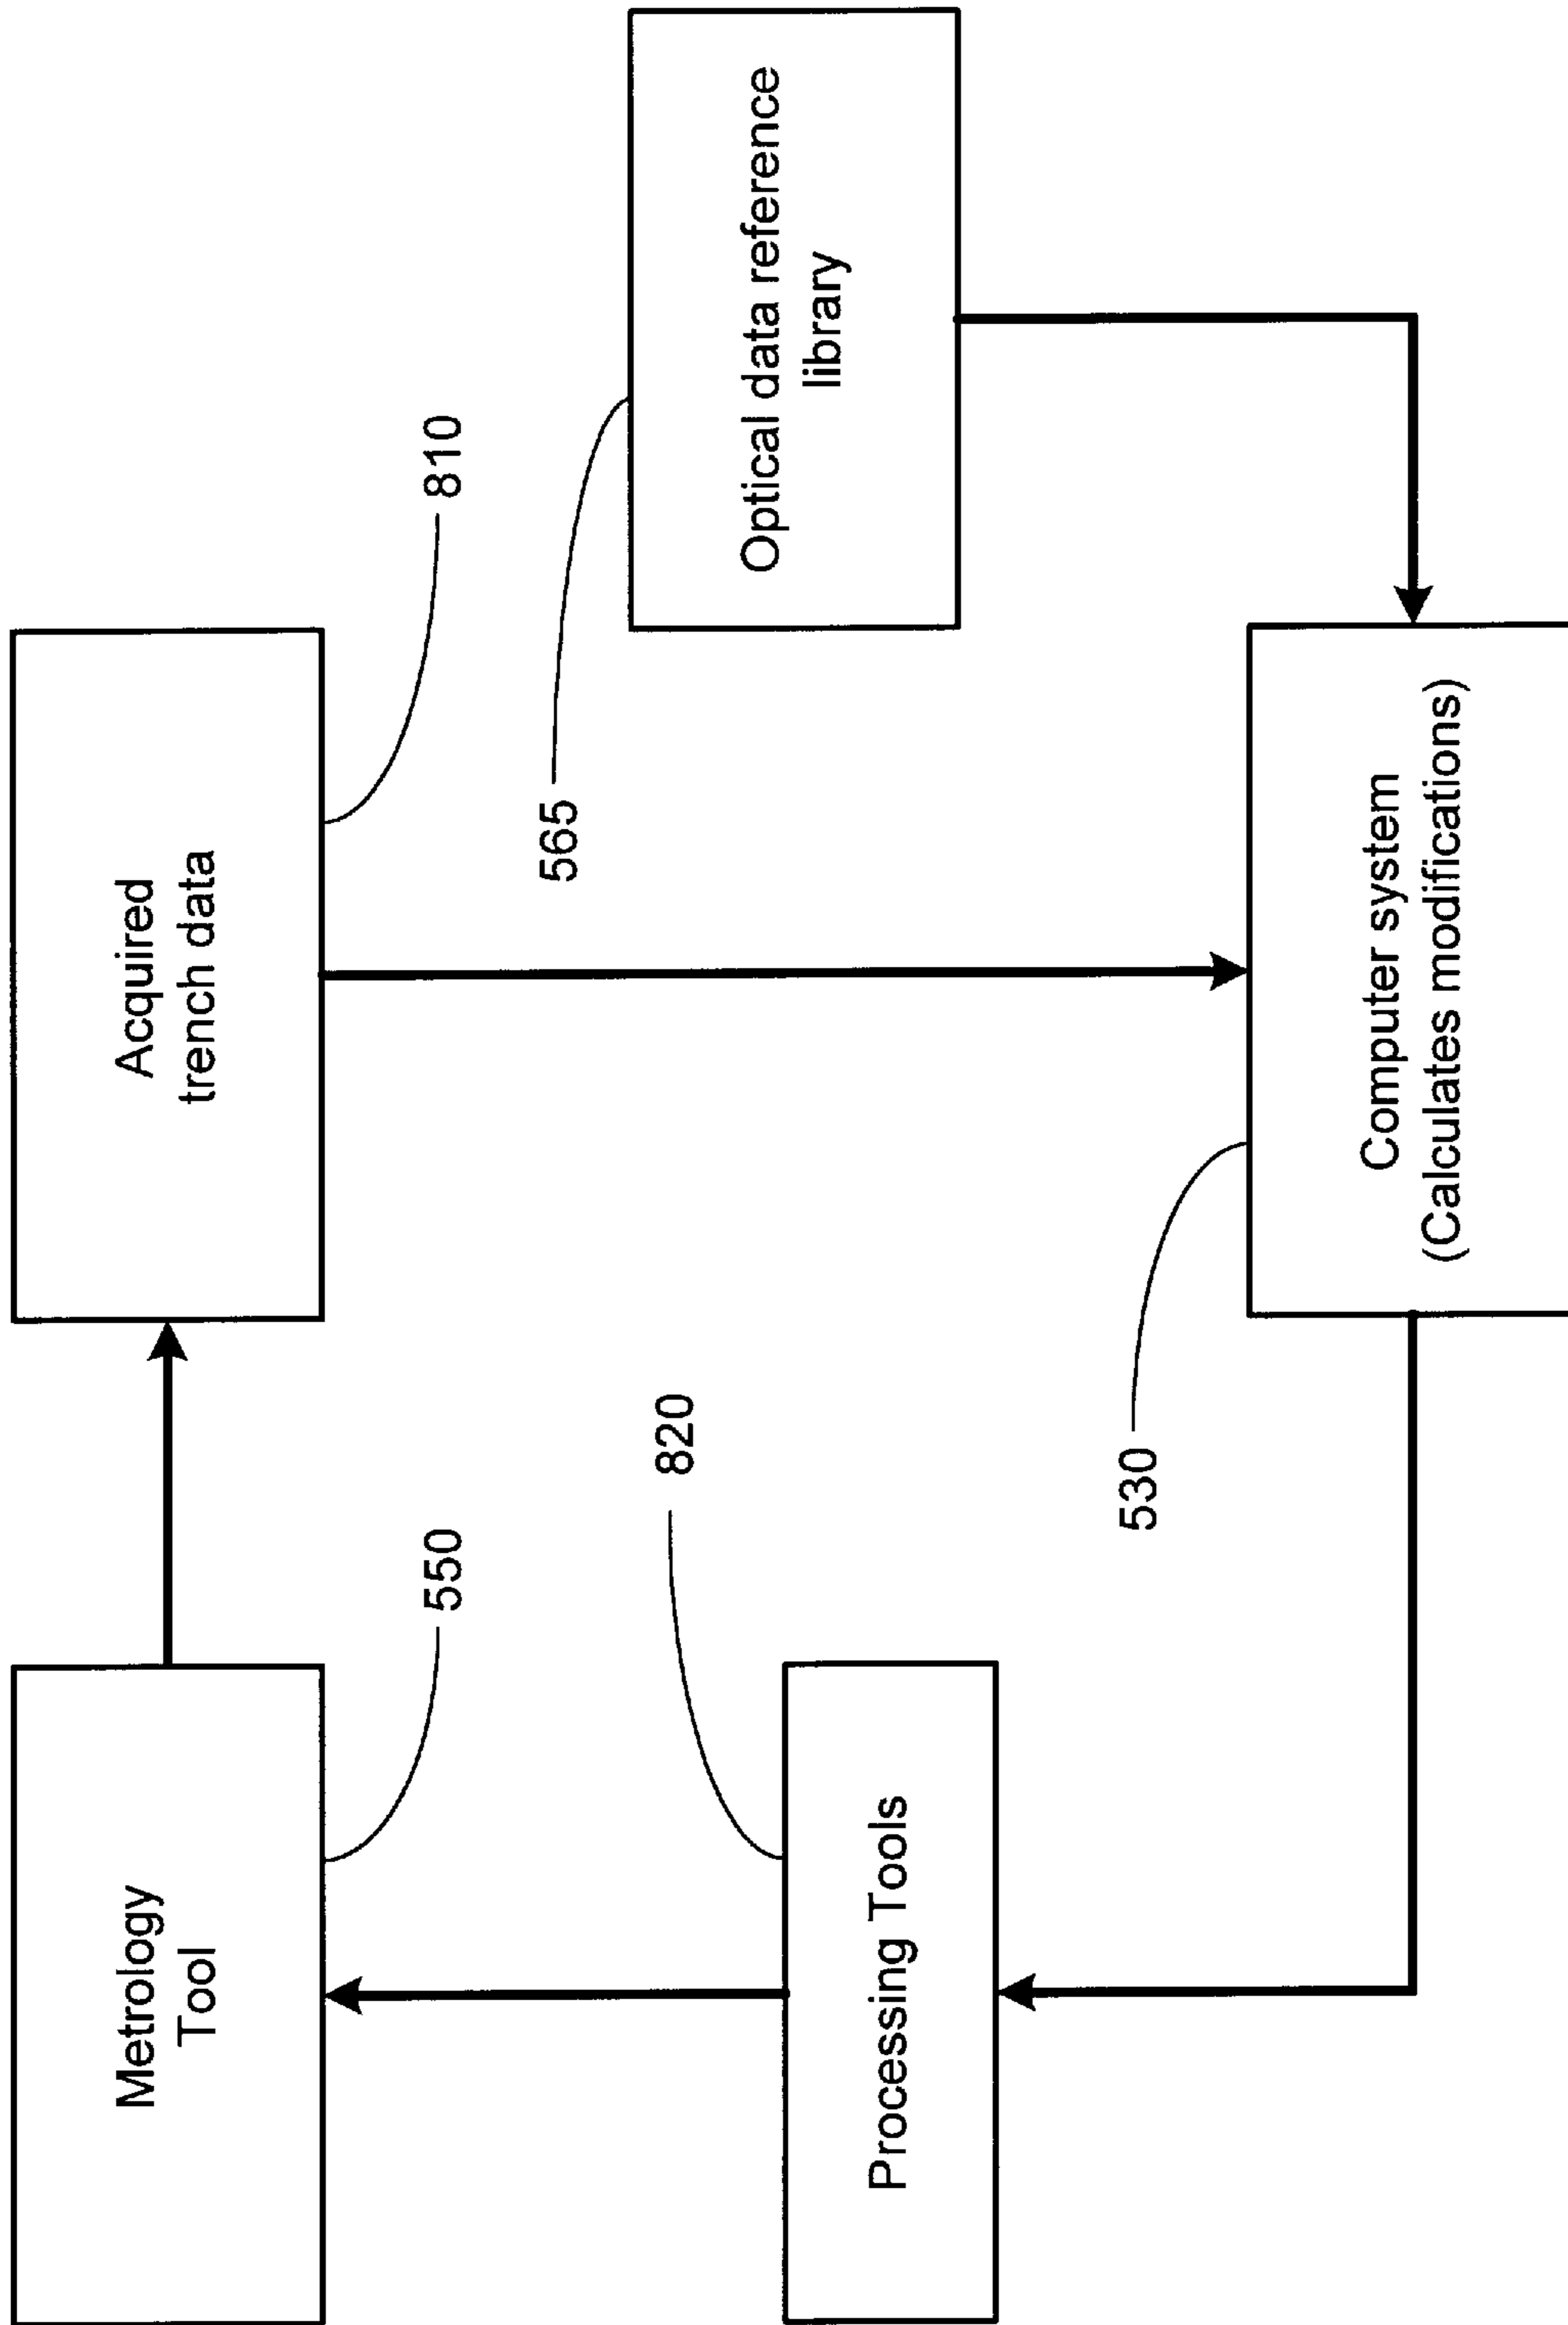 Metrology
Tool
550
Acquired
trench data
810
Processing Tools
820
565
Optical data reference
library
530
Computer system
(Calculates modifications)